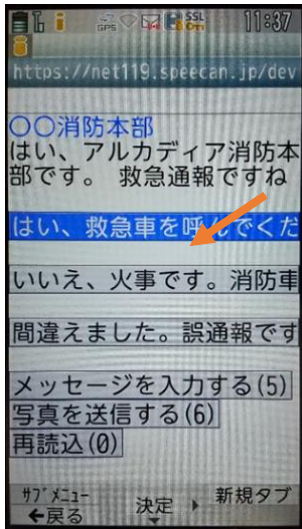 GPS SSL 11:37
https://net119.speecan.jp/dev
〇〇消防本部
はい、アルカディア消防本
部です。 救急通報ですね
はい、救急車を呼んでくだ
いいえ、火事です。消防車
間違えました。誤通報です
メッセージを入力する(5)
写真を送信する(6)
再読込(0)
サブメニュー 決定 新規タブ
←戻る